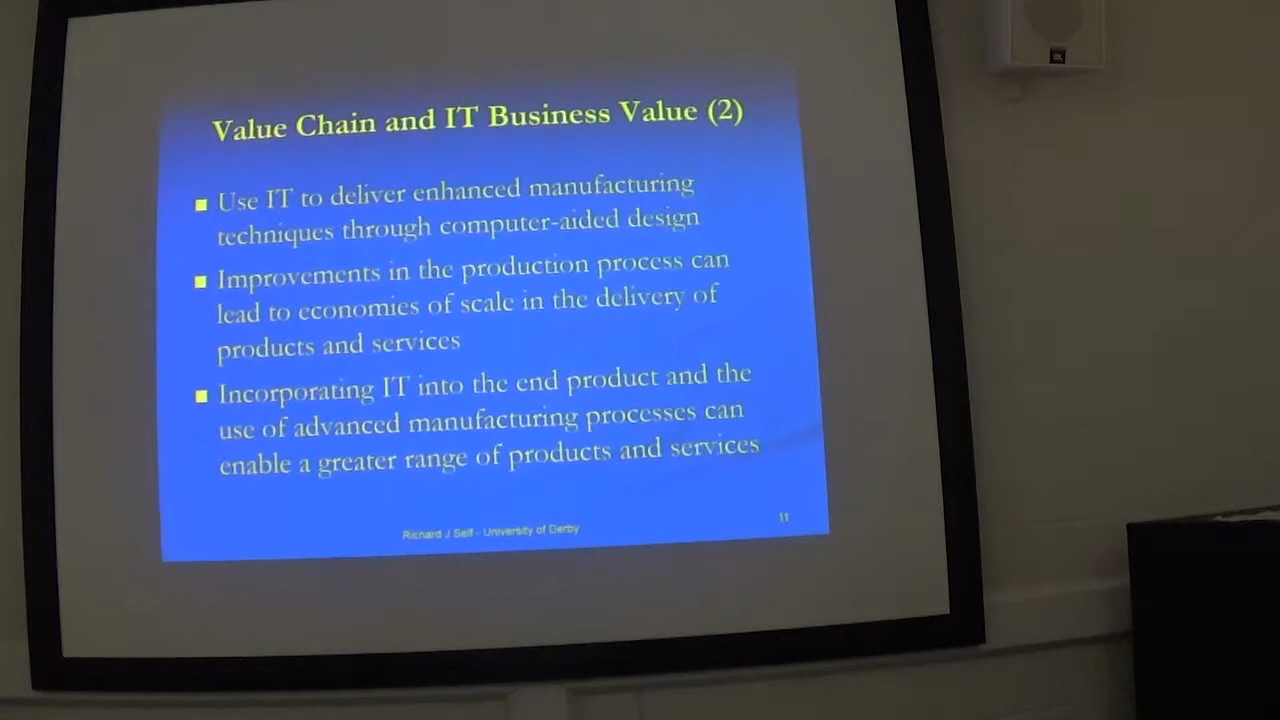 Value Chain and IT Business Value (2)
Use IT to deliver enhanced manufacturing
techniques through computer-aided design
Improvements in the production process can
lead to economies of scale in the delivery of
products and services
Incorporating IT into the end product and the
use of advanced manufacturing processes can
enable a greater range of products and services
Richard J Self - University of Derby
11
JBL